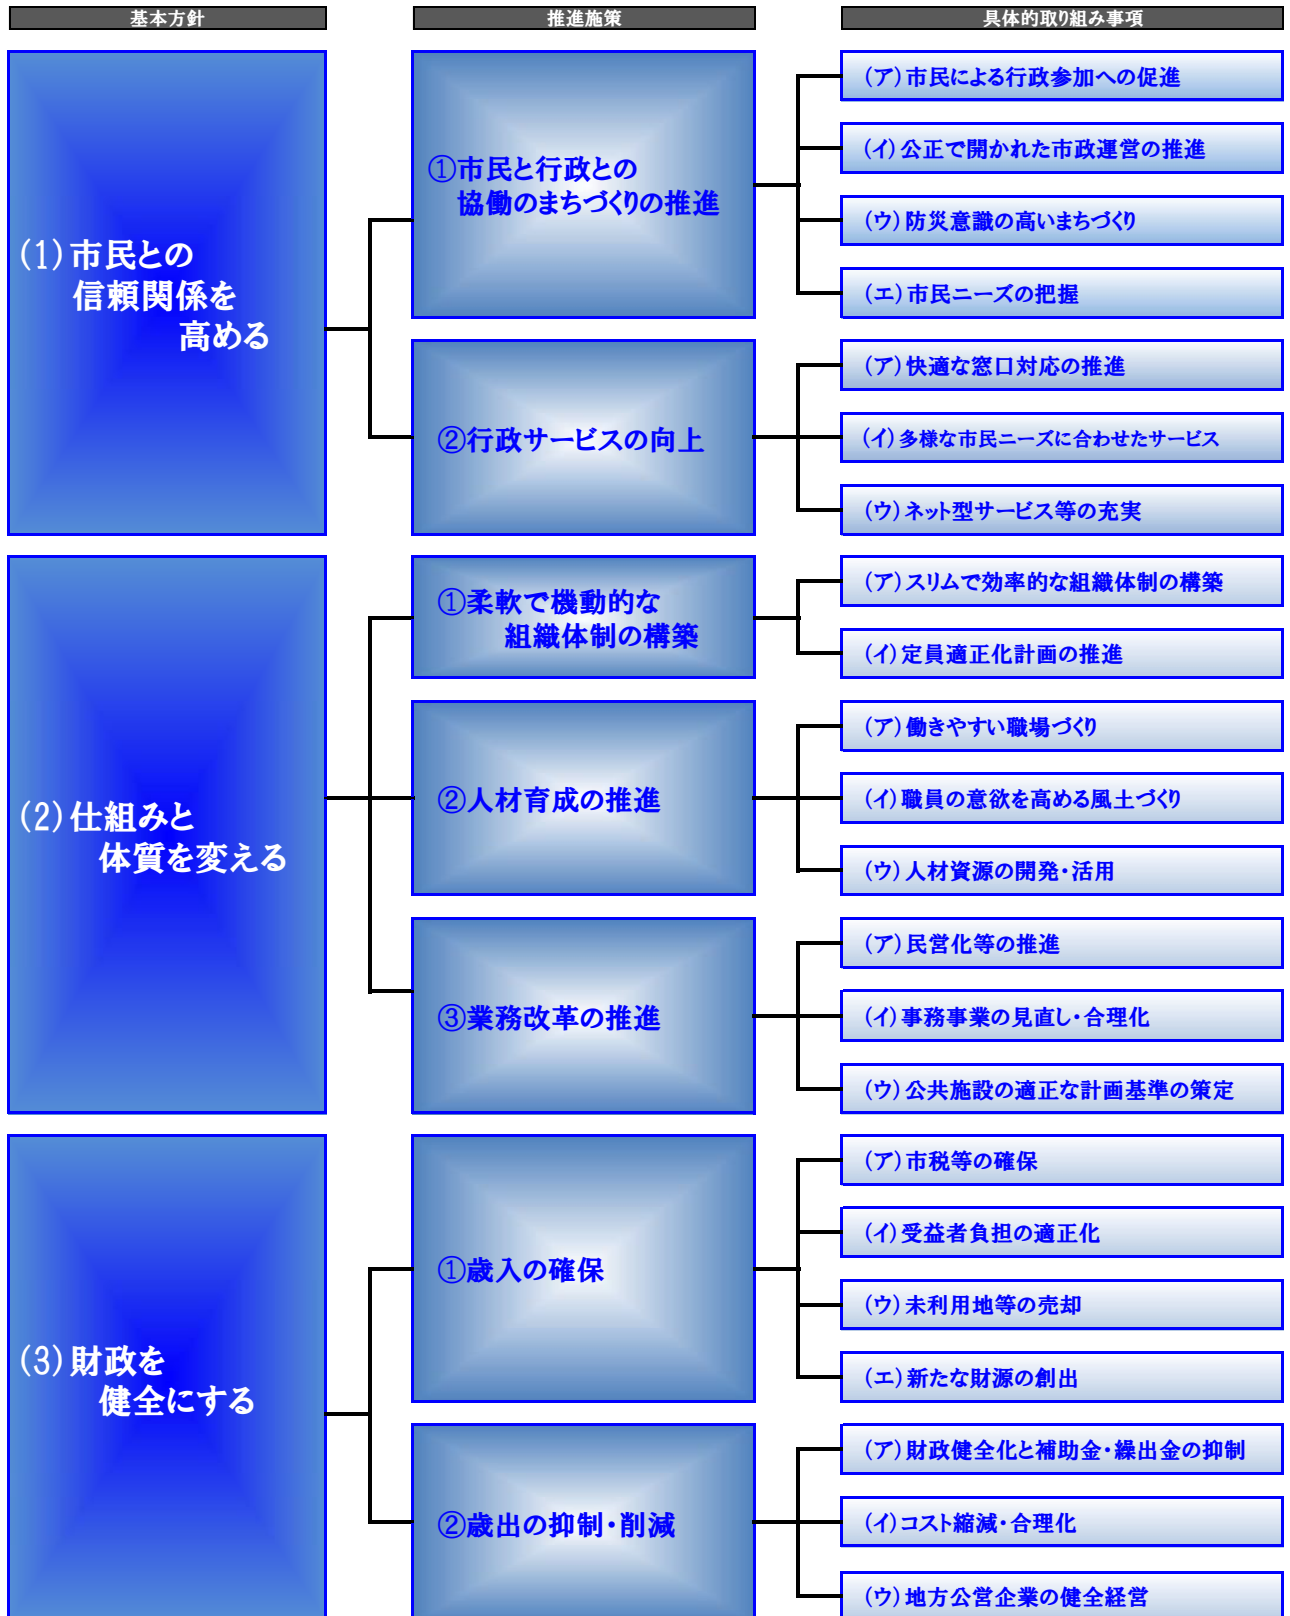 基本方針
推進施策
具体的取り組み事項
(1)市民との
信頼関係を
高める
①市民と行政との
協働のまちづくりの推進
(ア)市民による行政参加への促進
(イ)公正で開かれた市政運営の推進
(ウ)防災意識の高いまちづくり
(エ)市民ニーズの把握
②行政サービスの向上
(ア)快適な窓口対応の推進
(イ)多様な市民ニーズに合わせたサービス
(ウ)ネット型サービス等の充実
(2)仕組みと
体質を変える
①柔軟で機動的な
組織体制の構築
(ア)スリムで効率的な組織体制の構築
(イ)定員適正化計画の推進
②人材育成の推進
(ア)働きやすい職場づくり
(イ)職員の意欲を高める風土づくり
(ウ)人材資源の開発・活用
③業務改革の推進
(ア)民営化等の推進
(イ)事務事業の見直し・合理化
(ウ)公共施設の適正な計画基準の策定
(3)財政を
健全にする
①歳入の確保
(ア)市税等の確保
(イ)受益者負担の適正化
(ウ)未利用地等の売却
(エ)新たな財源の創出
②歳出の抑制・削減
(ア)財政健全化と補助金・繰出金の抑制
(イ)コスト縮減・合理化
(ウ)地方公営企業の健全経営